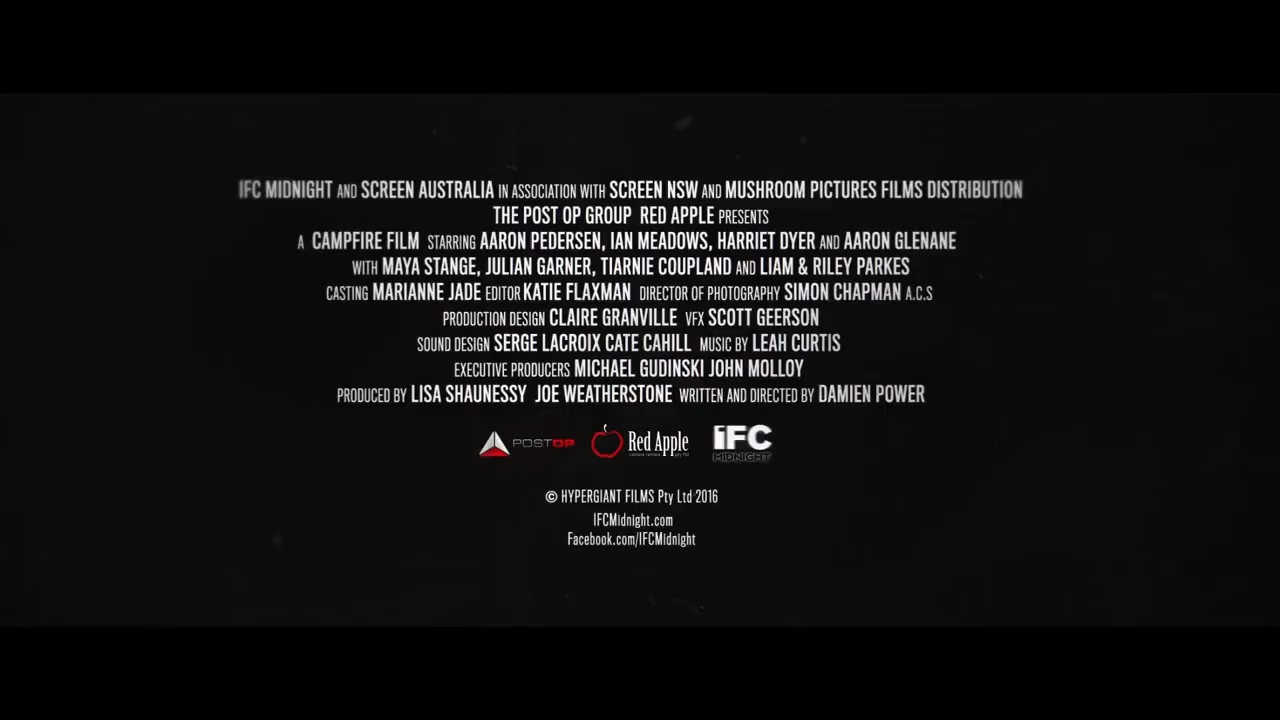 IFC MIDNIGHT AND SCREEN AUSTRALIA IN ASSOCIATION WITH SCREEN NSW AND MUSHROOM PICTURES FILMS DISTRIBUTION
THE POST OP GROUP RED APPLE PRESENTS
A CAMPFIRE FILM STARRING AARON PEDERSEN, IAN MEADOWS, HARRIET DYER AND AARON GLENANE
WITH MAYA STANGE, JULIAN GARNER, TIARNIE COUPLAND AND LIAM & RILEY PARKES
CASTING MARIANNE JADE EDITOR KATIE FLAXMAN DIRECTOR OF PHOTOGRAPHY SIMON CHAPMAN A.C.S
PRODUCTION DESIGN CLAIRE GRANVILLE VFX SCOTT GEERSON
SOUND DESIGN SERGE LACROIX CATE CAHILL MUSIC BY LEAH CURTIS
EXECUTIVE PRODUCERS MICHAEL GUDINSKI JOHN MOLLOY
PRODUCED BY LISA SHAUNESSY JOE WEATHERSTONE WRITTEN AND DIRECTED BY DAMIEN POWER
POSTOP Red Apple IFC
camera rentals pty ltd MIDNIGHT
© HYPERGIANT FILMS Pty Ltd 2016
IFCMidnight.com
Facebook.com/IFCMidnight